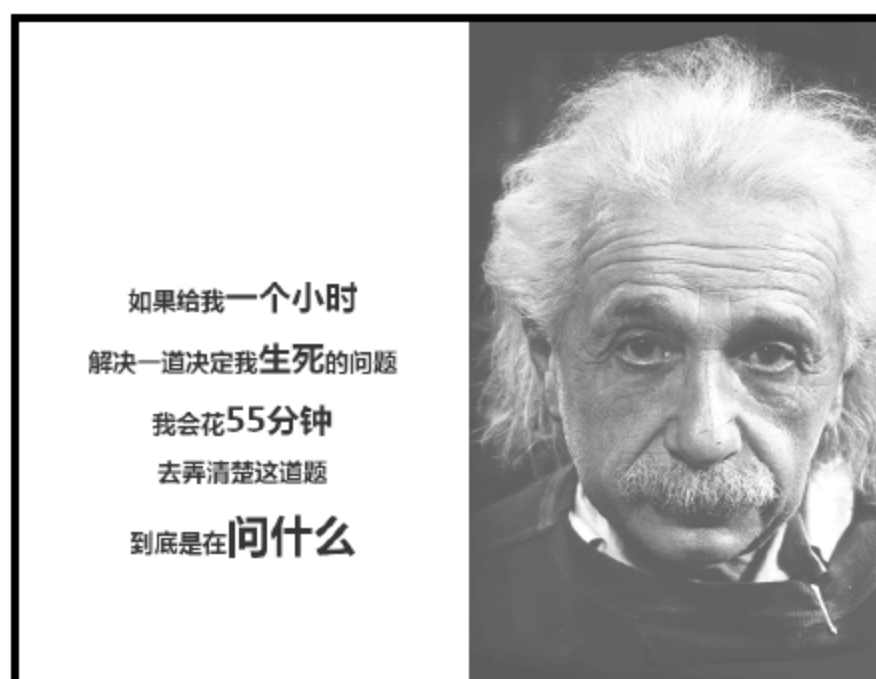 如果给我一个小时
解决一道决定我生死的问题
我会花55分钟
去弄清楚这道题
到底是在问什么